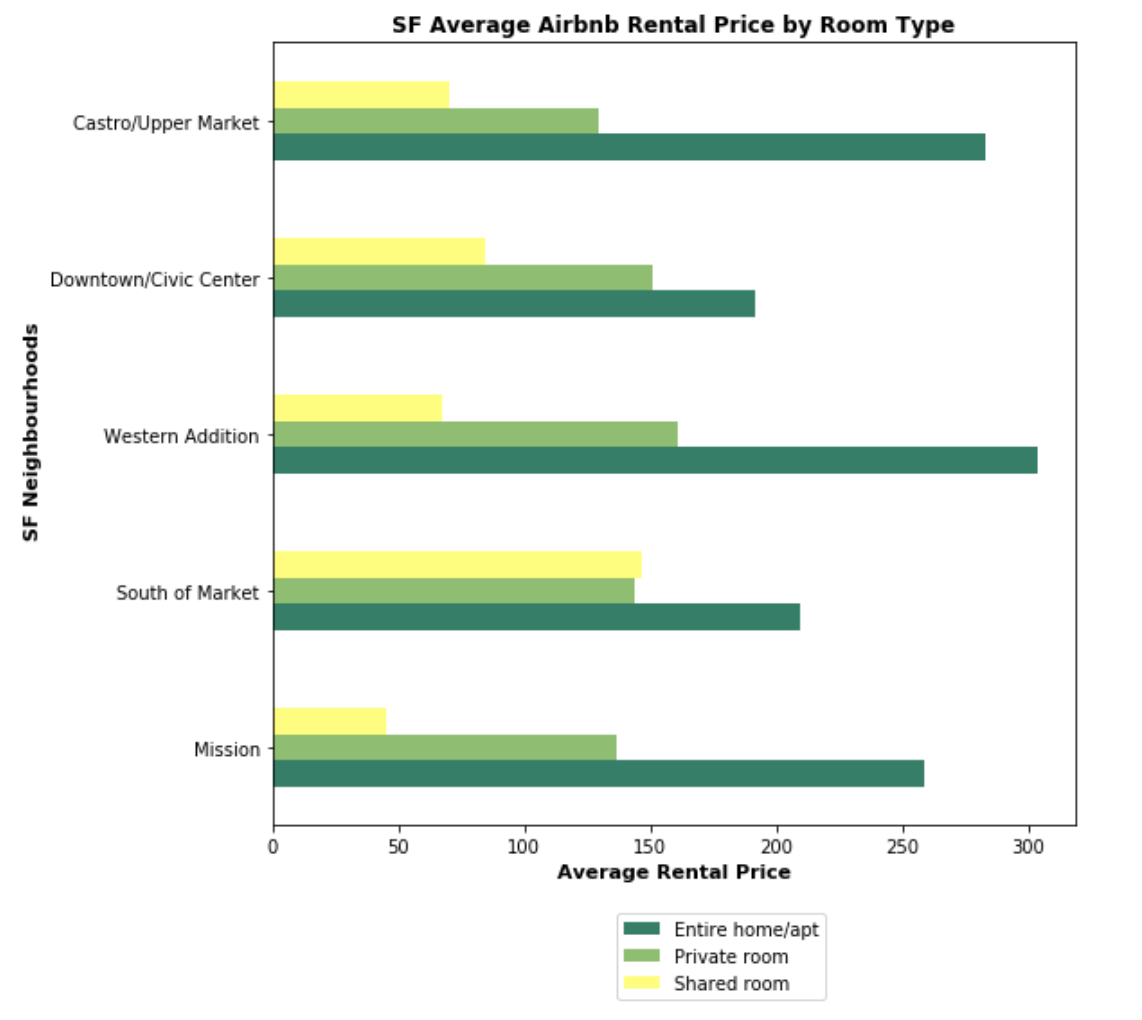 SF Average Airbnb Rental Price by Room Type
Castro/Upper Market
Downtown/Civic Center
Western Addition
South of Market
Mission
SF Neighbourhoods
0 50 100 150 200 250 300
Average Rental Price
Entire home/apt
Private room
Shared room